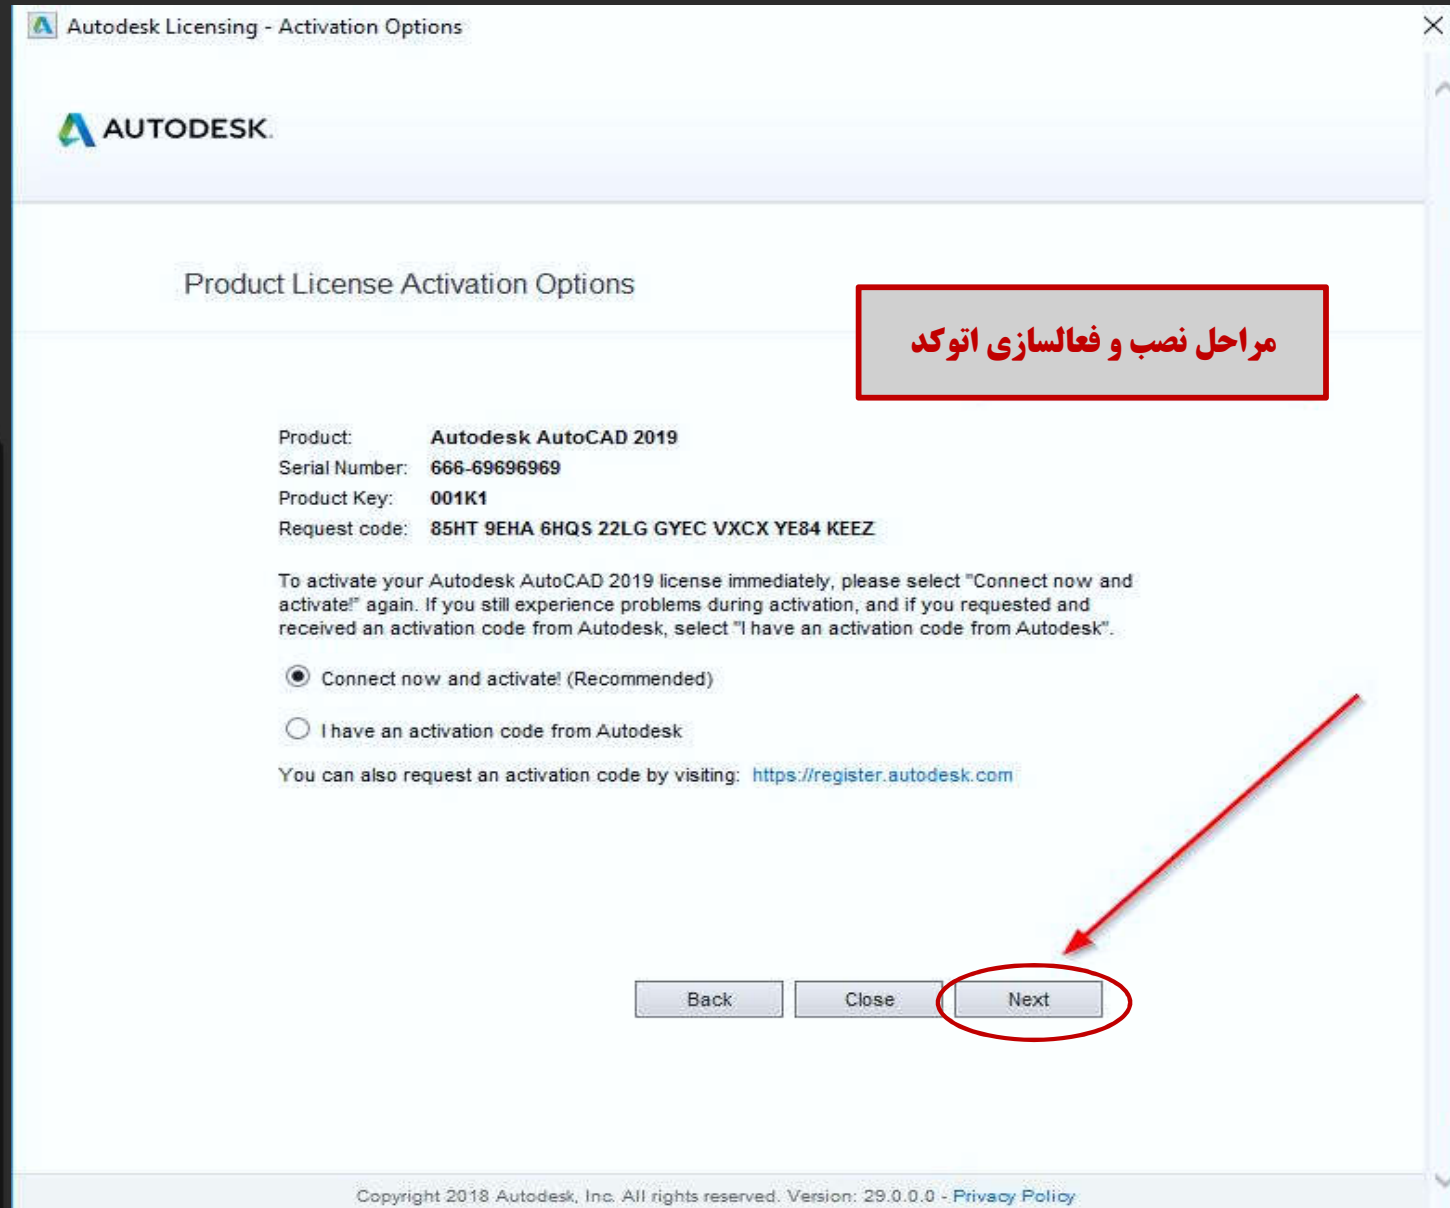 Autodesk Licensing - Activation Options
AUTODESK.
Product License Activation Options
مراحل نصب و فعالسازی اتوکد
Product: Autodesk AutoCAD 2019
Serial Number: 666-69696969
Product Key: 001K1
Request code: 85HT 9EHA 6HQS 22LG GYEC VXCX YE84 KEEZ
To activate your Autodesk AutoCAD 2019 license immediately, please select "Connect now and
activate!" again. If you still experience problems during activation, and if you requested and
received an activation code from Autodesk, select "I have an activation code from Autodesk".
Connect now and activate! (Recommended)
I have an activation code from Autodesk
You can also request an activation code by visiting: https://register.autodesk.com
Back Close Next
Copyright 2018 Autodesk, Inc. All rights reserved. Version: 29.0.0.0 - Privacy Policy